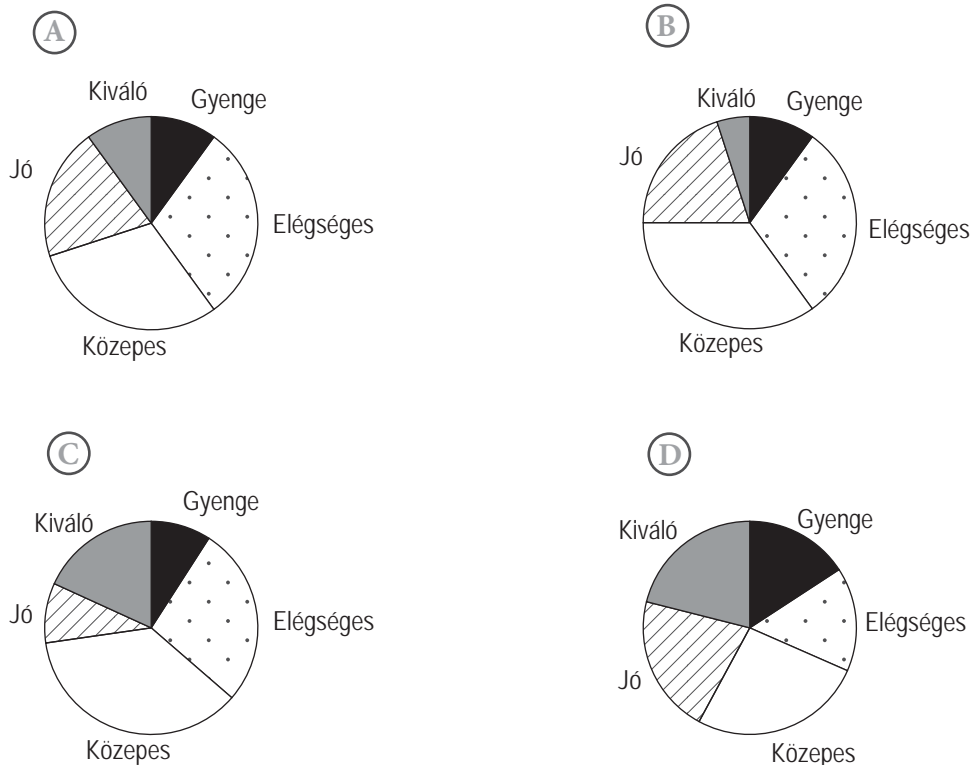 A
Kiváló
Gyenge
Jó
Elégséges
Közepes
B
Kiváló
Gyenge
Jó
Elégséges
Közepes
C
Kiváló
Gyenge
Jó
Elégséges
Közepes
D
Kiváló
Gyenge
Elégséges
Jó
Közepes